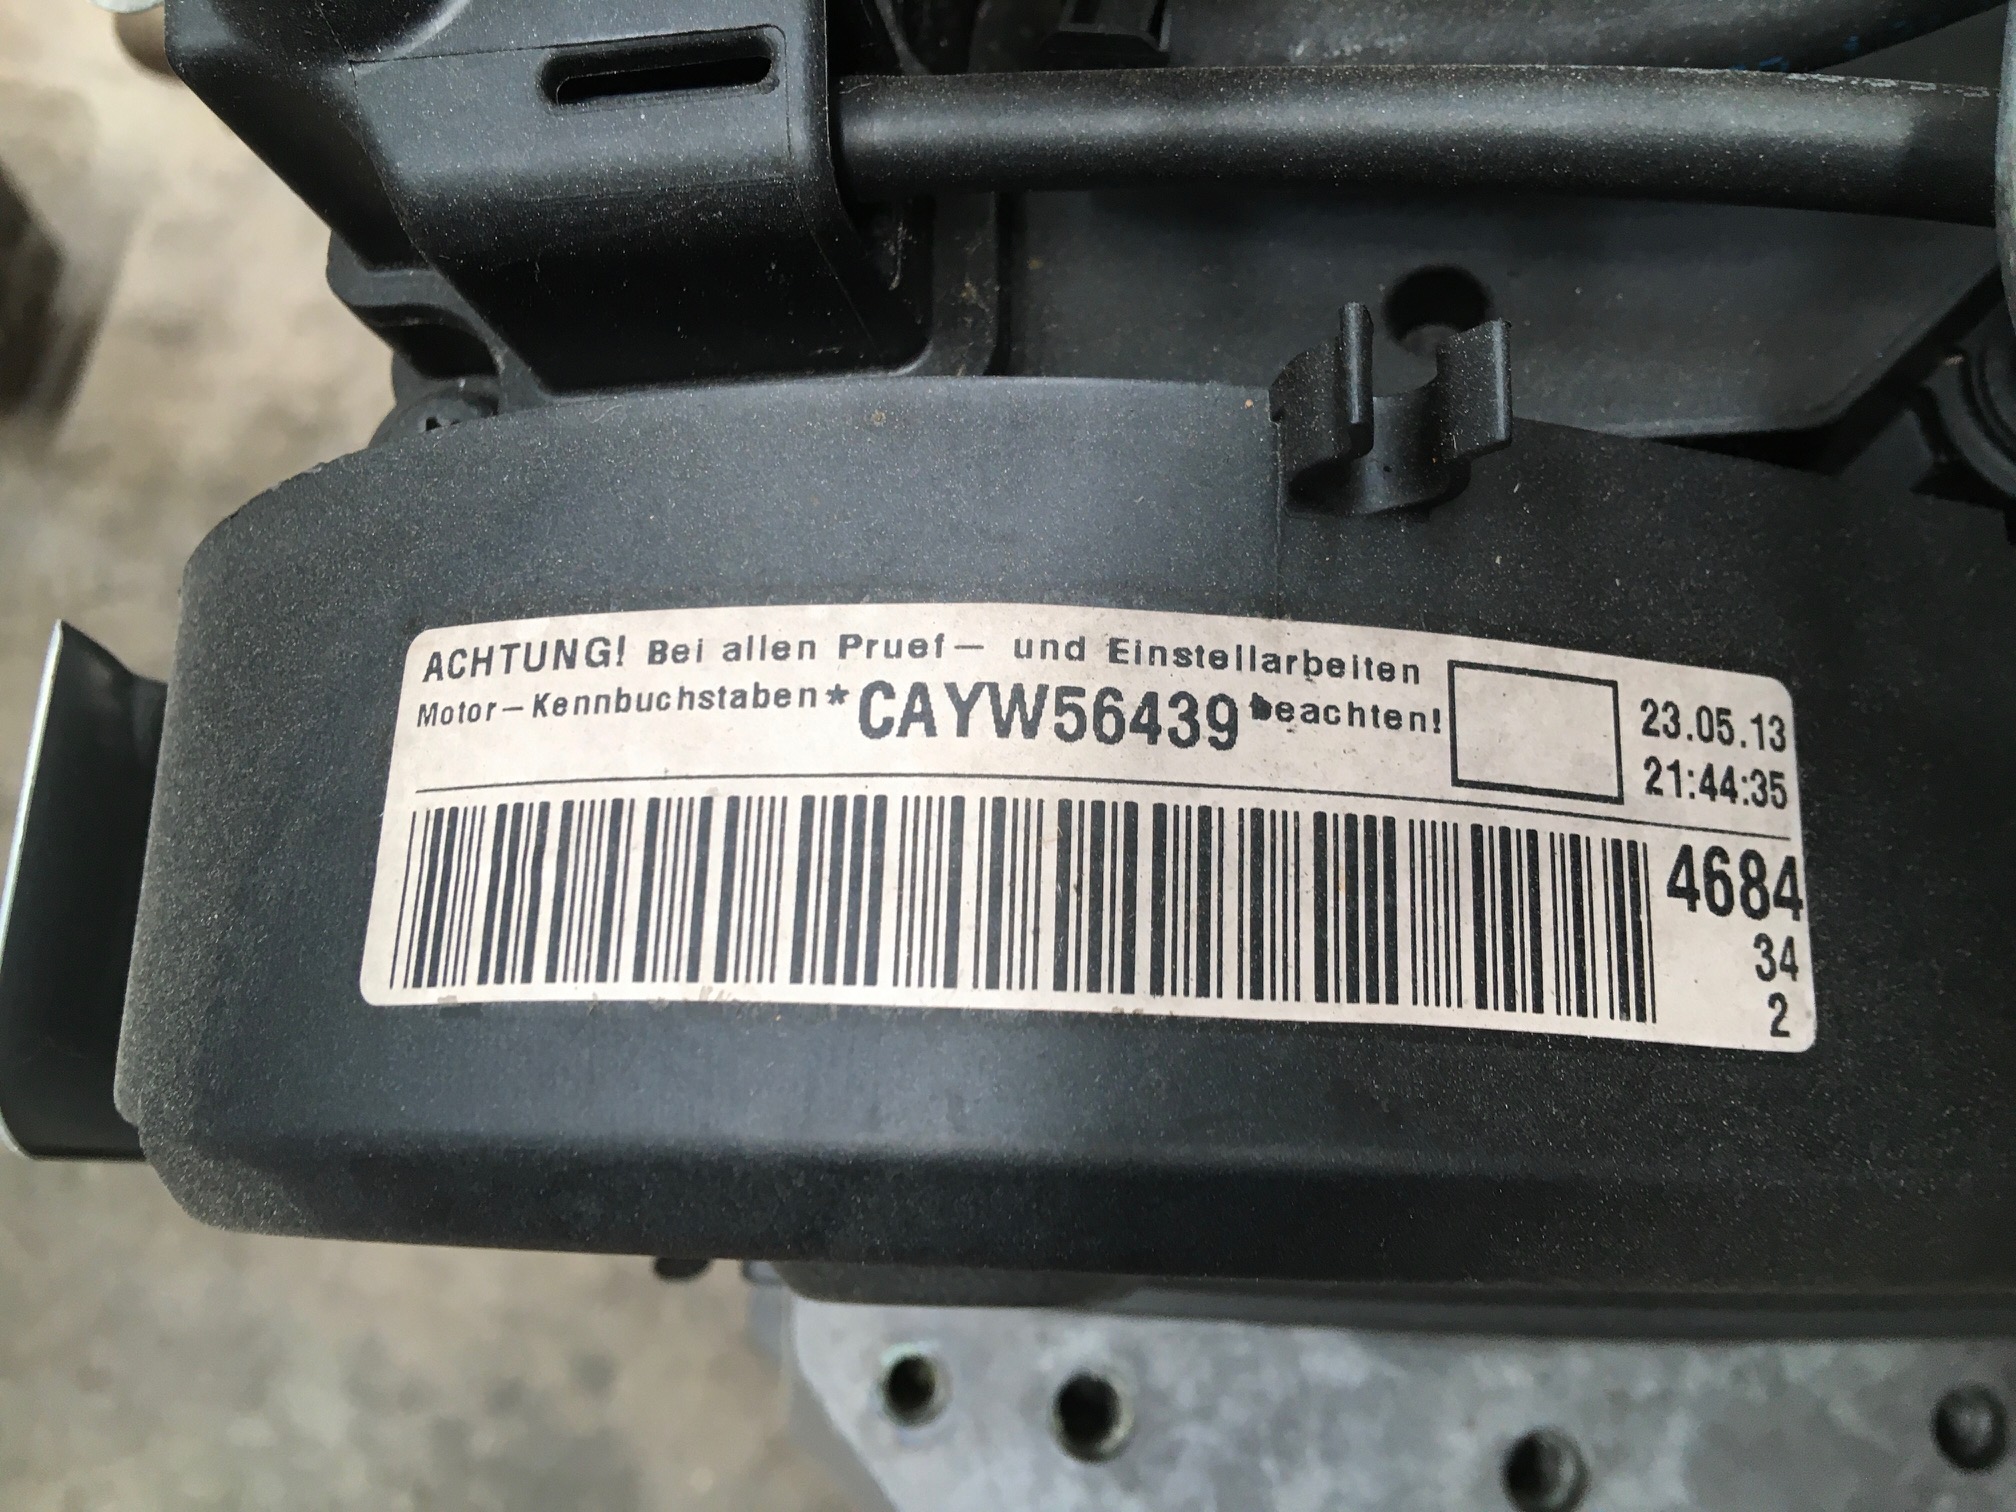 ACHTUNG! Bei allen Pruef- und Einstellarbeiten
Motor-Kennbuchstaben*CAYW56439 beachten!
23.05.13
21:44:35
4684
34
2